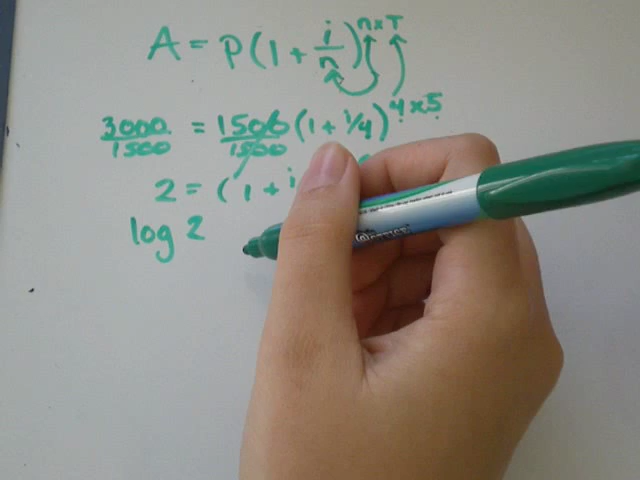 A = P(1 + i/n)^n×T
3000/1500 = 1500/1500 (1 + i/4)^4×5
2 = (1 + i
log 2